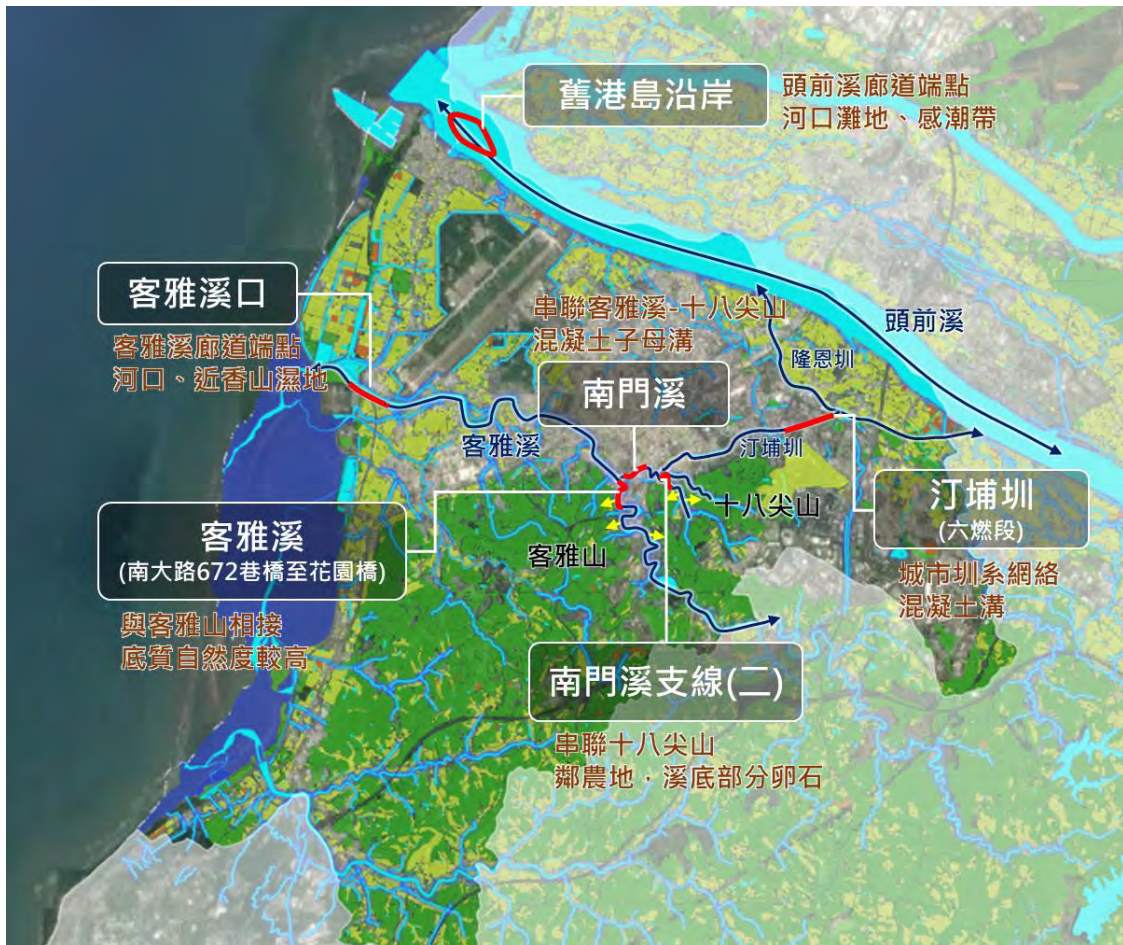 舊港島沿岸
頭前溪廊道端點
河口灘地、感潮帶
客雅溪口
客雅溪廊道端點
河口、近香山濕地
串聯客雅溪-十八尖山
混凝土子母溝
南門溪
頭前溪
隆恩圳
客雅溪
汀埔圳
十八尖山
汀埔圳
(六燃段)
城市圳系網絡
混凝土溝
客雅溪
(南大路672巷橋至花園橋)
與客雅山相接
底質自然度較高
客雅山
南門溪支線(二)
串聯十八尖山
鄰農地．溪底部分卵石